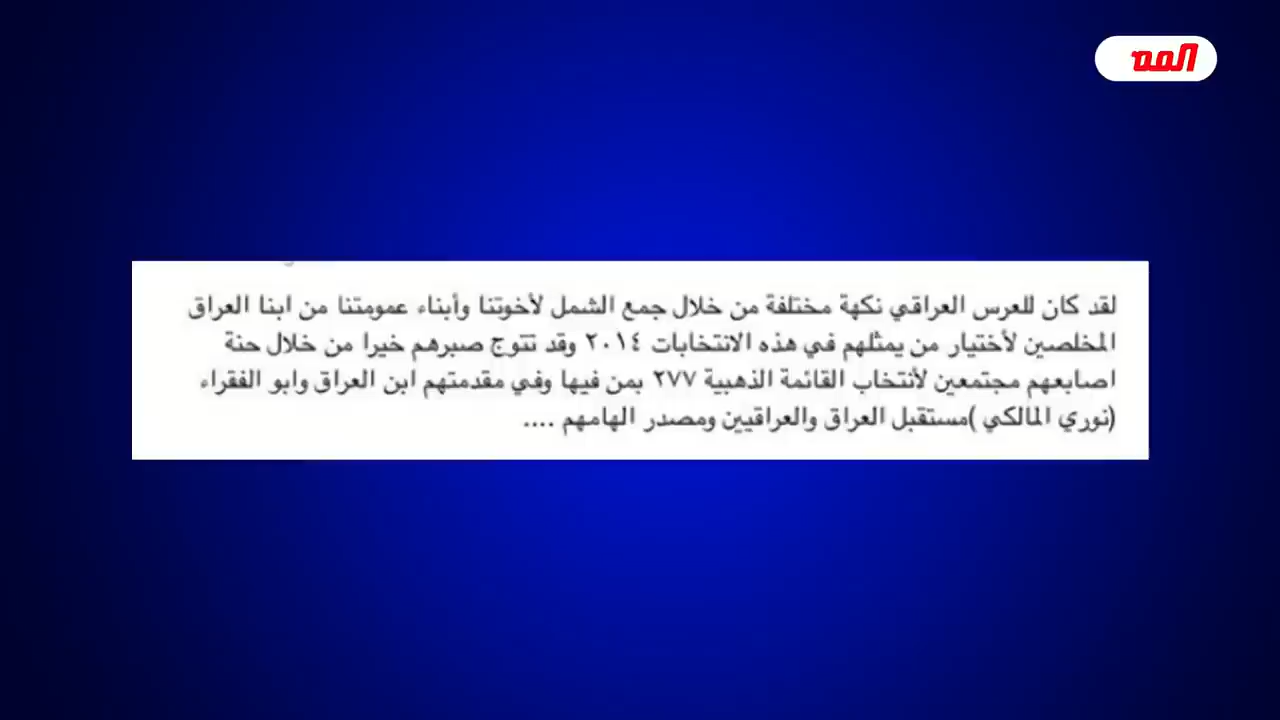 المه
لقد كان للعرس العراقي نكهة مختلفة من خلال جمع الشمل لأخوتنا وأبناء عمومتنا من ابنا العراق
المخلصين لأختيار من يمثلهم في هذه الانتخابات ٢٠١٤ وقد تتوج صبرهم خيرا من خلال حنة
اصابعهم مجتمعين لأنتخاب القائمة الذهبية ٢٧٧ بمن فيها وفي مقدمتهم ابن العراق وابو الفقراء
(نوري المالكي )مستقبل العراق والعراقيين ومصدر الهامهم ....